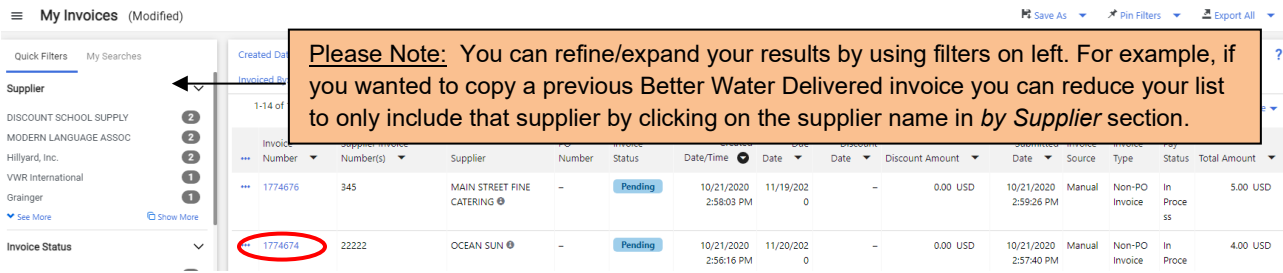 My Invoices (Modified)
Save As
Pin Filters
Export All
Quick Filters My Searches
Supplier
DISCOUNT SCHOOL SUPPLY 2
MODERN LANGUAGE ASSOC 2
Hillyard, Inc. 2
VWR International 1
Grainger 1
See More Show More
Invoice Status
Created Dat
Invoiced By
?
1-14 of
Please Note: You can refine/expand your results by using filters on left. For example, if
you wanted to copy a previous Better Water Delivered invoice you can reduce your list
to only include that supplier by clicking on the supplier name in by Supplier section.
Invoice Supplier Invoice PO Invoice Created Due Discount Submitted Invoice Invoice Pay
Number Number(s) Supplier Number Status Date/Time Date Date Discount Amount Date Source Type Status Total Amount
1774676 345 MAIN STREET FINE – Pending 10/21/2020 11/19/202 – 0.00 USD 10/21/2020 Manual Non-PO In 5.00 USD
CATERING 2:58:03 PM 0 2:59:26 PM Invoice Proce
ss
1774674 22222 OCEAN SUN – Pending 10/21/2020 11/20/202 – 0.00 USD 10/21/2020 Manual Non-PO In 4.00 USD
2:56:16 PM 0 2:57:40 PM Invoice Proce